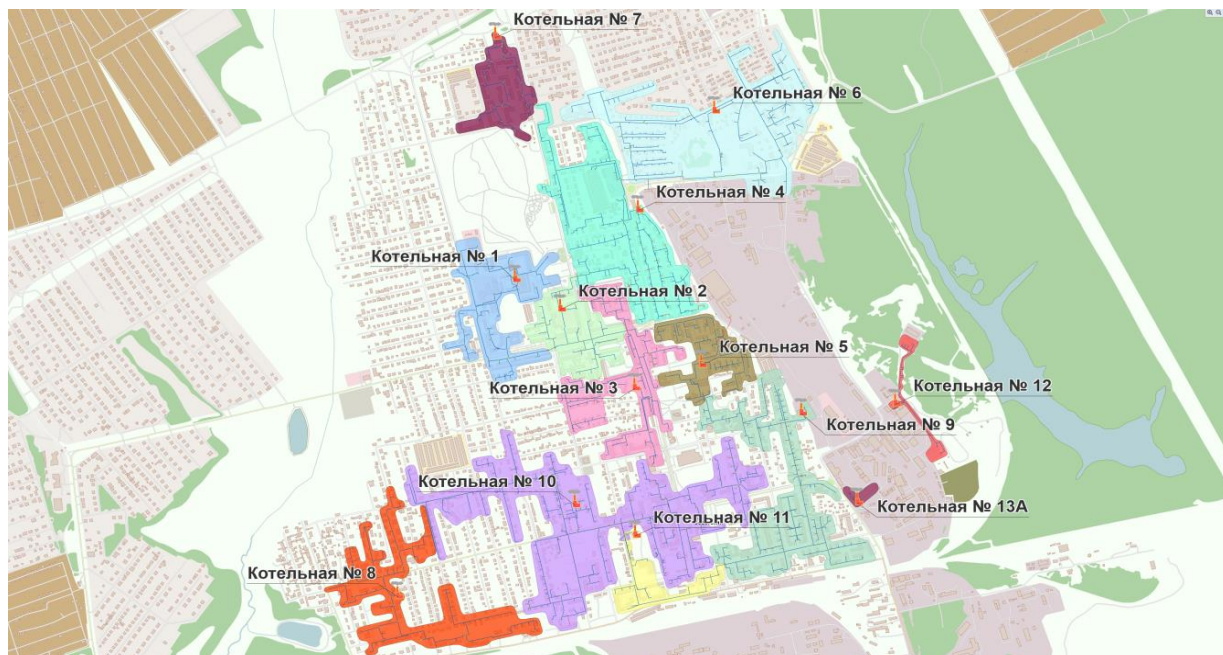 Котельная № 7
Котельная № 6
Котельная № 4
Котельная № 1
Котельная № 2
Котельная № 5
Котельная № 3
Котельная № 12
Котельная № 9
Котельная № 10
Котельная № 13А
Котельная № 11
Котельная № 8